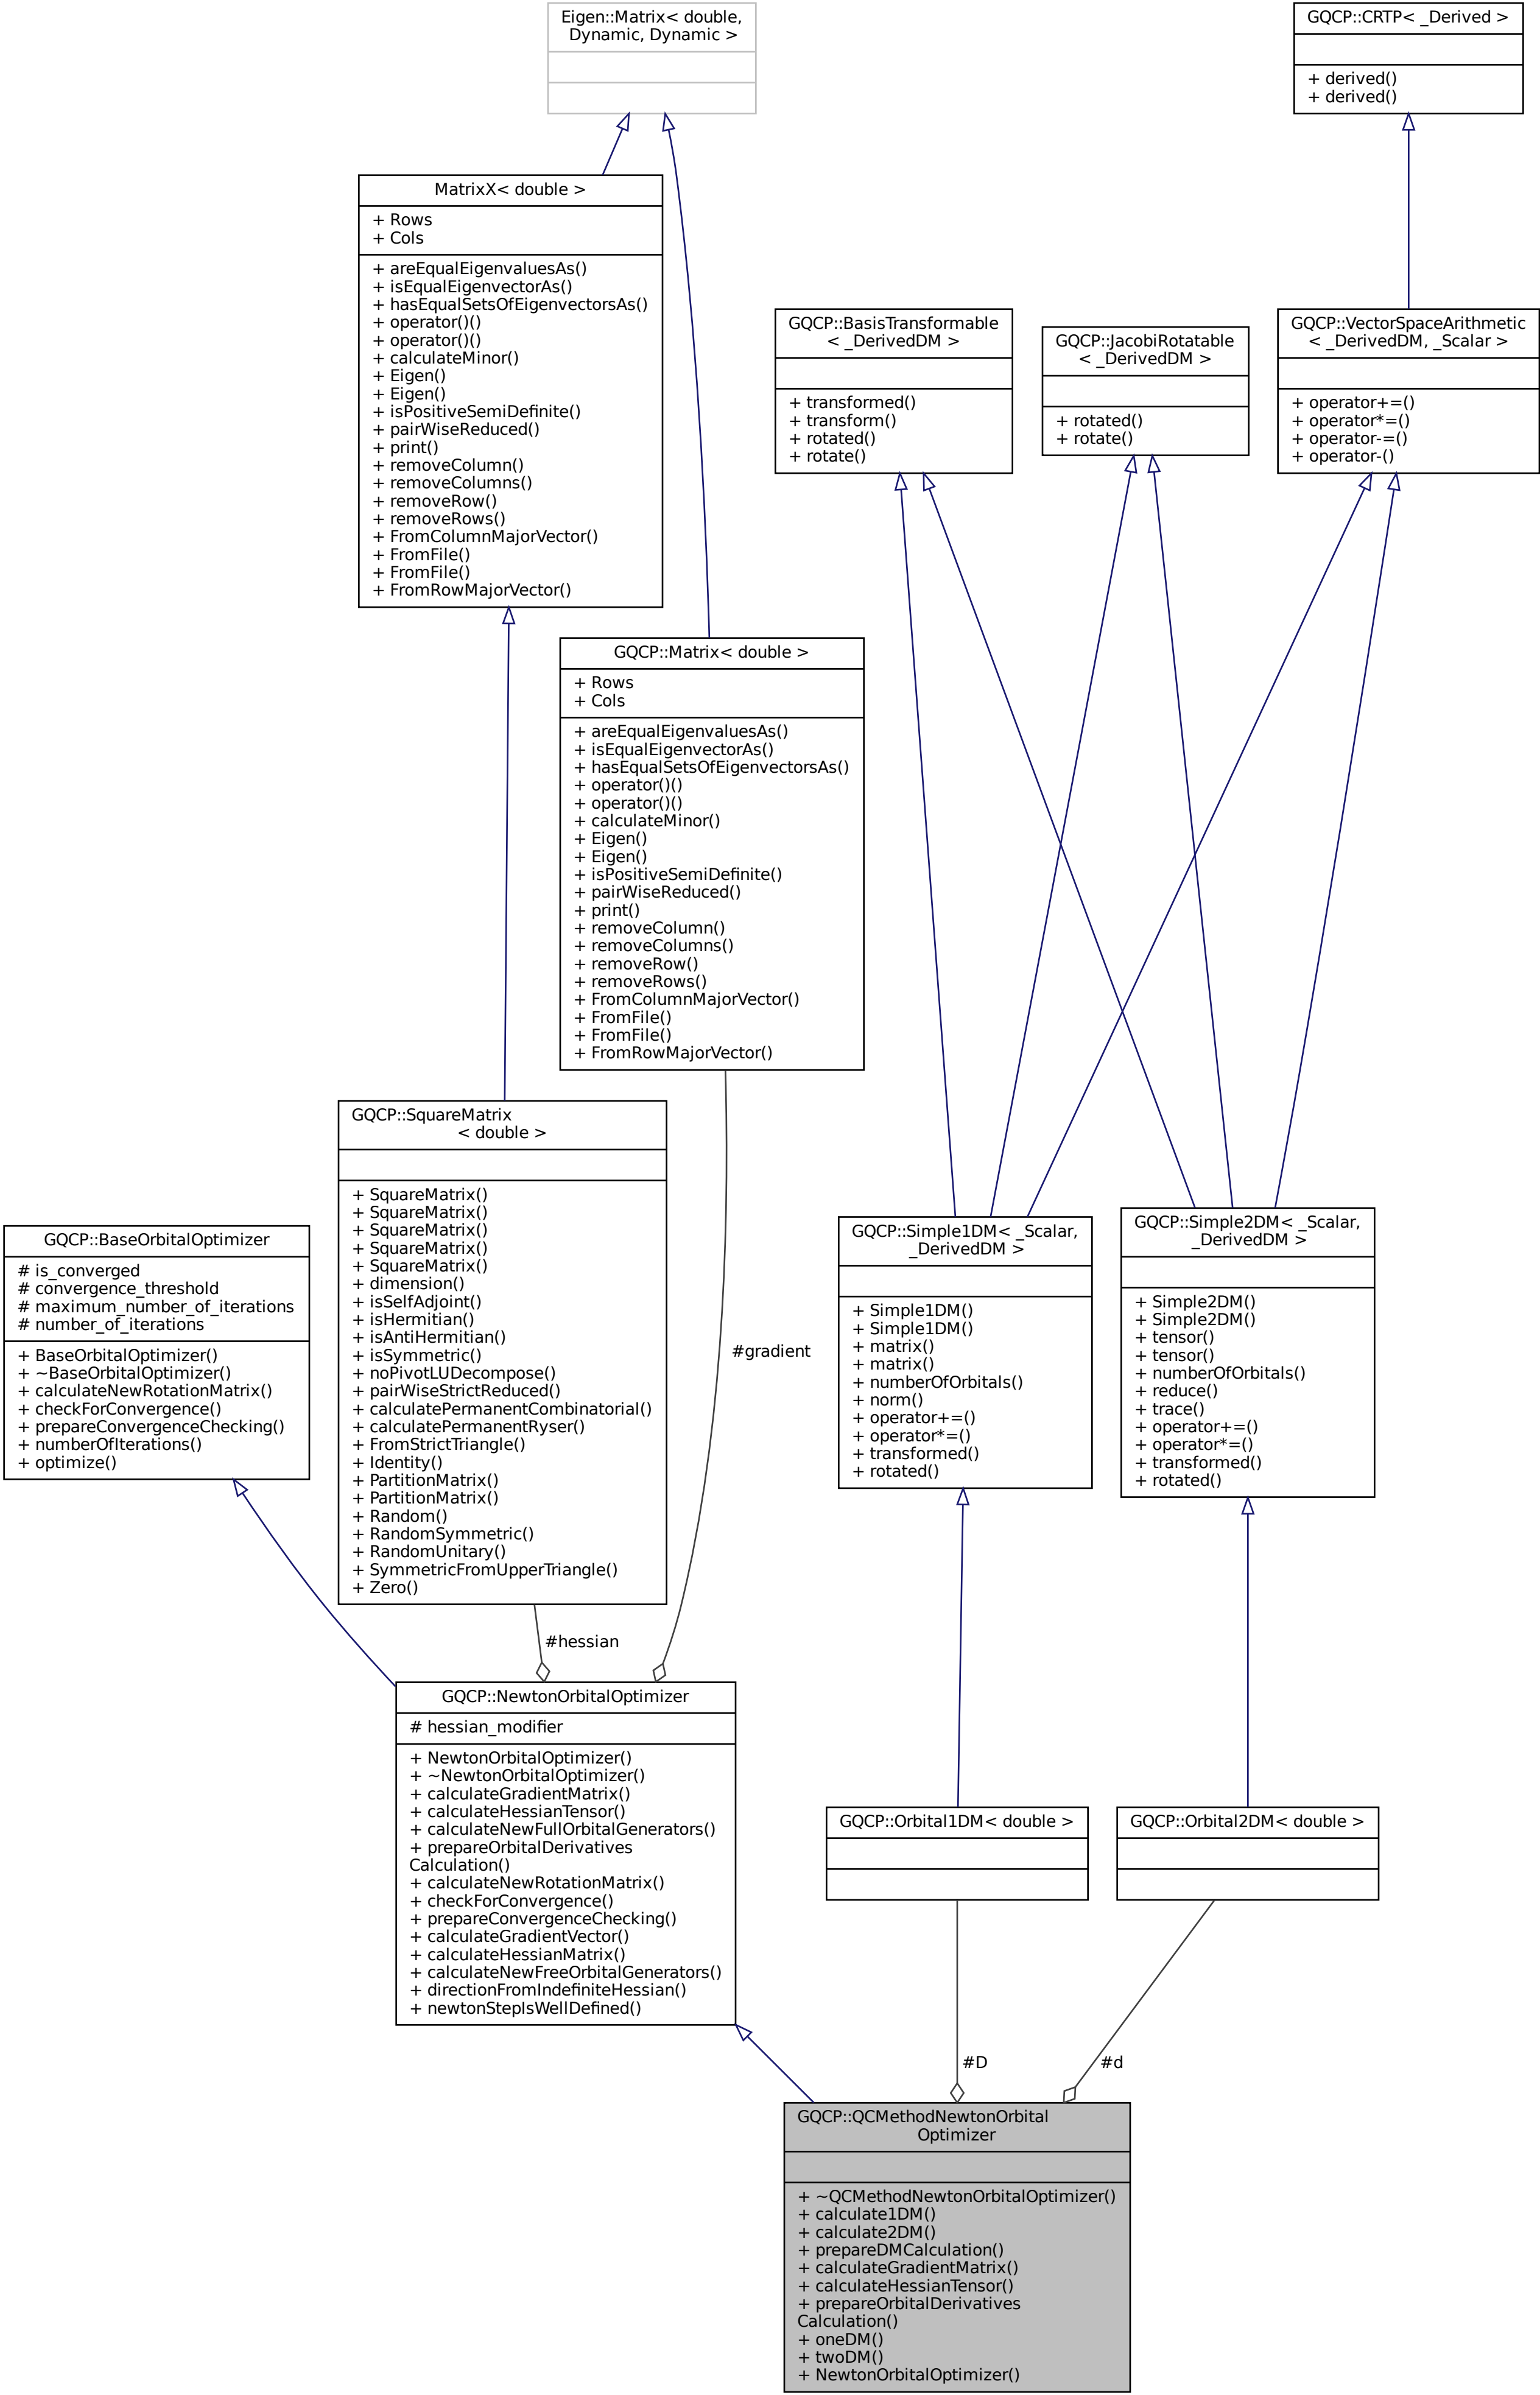 Eigen::Matrix< double,
Dynamic, Dynamic >
GQCP::CRTP< _Derived >
+ derived()
+ derived()
MatrixX< double >
+ Rows
+ Cols
+ areEqualEigenvaluesAs()
+ isEqualEigenvectorAs()
+ hasEqualSetsOfEigenvectorsAs()
+ operator()()
+ operator()()
+ calculateMinor()
+ Eigen()
+ Eigen()
+ isPositiveSemiDefinite()
+ pairWiseReduced()
+ print()
+ removeColumn()
+ removeColumns()
+ removeRow()
+ removeRows()
+ FromColumnMajorVector()
+ FromFile()
+ FromFile()
+ FromRowMajorVector()
GQCP::BasisTransformable
< _DerivedDM >
+ transformed()
+ transform()
+ rotated()
+ rotate()
GQCP::JacobiRotatable
< _DerivedDM >
+ rotated()
+ rotate()
GQCP::VectorSpaceArithmetic
< _DerivedDM, _Scalar >
+ operator+=()
+ operator*=()
+ operator-=()
+ operator-()
GQCP::Matrix< double >
+ Rows
+ Cols
+ areEqualEigenvaluesAs()
+ isEqualEigenvectorAs()
+ hasEqualSetsOfEigenvectorsAs()
+ operator()()
+ operator()()
+ calculateMinor()
+ Eigen()
+ Eigen()
+ isPositiveSemiDefinite()
+ pairWiseReduced()
+ print()
+ removeColumn()
+ removeColumns()
+ removeRow()
+ removeRows()
+ FromColumnMajorVector()
+ FromFile()
+ FromFile()
+ FromRowMajorVector()
GQCP::SquareMatrix
< double >
+ SquareMatrix()
+ SquareMatrix()
+ SquareMatrix()
+ SquareMatrix()
+ SquareMatrix()
+ dimension()
+ isSelfAdjoint()
+ isHermitian()
+ isAntiHermitian()
+ isSymmetric()
+ noPivotLUDecompose()
+ pairWiseStrictReduced()
+ calculatePermanentCombinatorial()
+ calculatePermanentRyser()
+ FromStrictTriangle()
+ Identity()
+ PartitionMatrix()
+ PartitionMatrix()
+ Random()
+ RandomSymmetric()
+ RandomUnitary()
+ SymmetricFromUpperTriangle()
+ Zero()
GQCP::BaseOrbitalOptimizer
# is_converged
# convergence_threshold
# maximum_number_of_iterations
# number_of_iterations
+ BaseOrbitalOptimizer()
+ ~BaseOrbitalOptimizer()
+ calculateNewRotationMatrix()
+ checkForConvergence()
+ prepareConvergenceChecking()
+ numberOfIterations()
+ optimize()
#gradient
GQCP::Simple1DM< _Scalar,
_DerivedDM >
+ Simple1DM()
+ Simple1DM()
+ matrix()
+ matrix()
+ numberOfOrbitals()
+ norm()
+ operator+=()
+ operator*=()
+ transformed()
+ rotated()
GQCP::Simple2DM< _Scalar,
_DerivedDM >
+ Simple2DM()
+ Simple2DM()
+ tensor()
+ tensor()
+ numberOfOrbitals()
+ reduce()
+ trace()
+ operator+=()
+ operator*=()
+ transformed()
+ rotated()
#hessian
GQCP::NewtonOrbitalOptimizer
# hessian_modifier
+ NewtonOrbitalOptimizer()
+ ~NewtonOrbitalOptimizer()
+ calculateGradientMatrix()
+ calculateHessianTensor()
+ calculateNewFullOrbitalGenerators()
+ prepareOrbitalDerivatives
Calculation()
+ calculateNewRotationMatrix()
+ checkForConvergence()
+ prepareConvergenceChecking()
+ calculateGradientVector()
+ calculateHessianMatrix()
+ calculateNewFreeOrbitalGenerators()
+ directionFromIndefiniteHessian()
+ newtonStepIsWellDefined()
GQCP::Orbital1DM< double >
GQCP::Orbital2DM< double >
#D
#d
GQCP::QCMethodNewtonOrbital
Optimizer
+ ~QCMethodNewtonOrbitalOptimizer()
+ calculate1DM()
+ calculate2DM()
+ prepareDMCalculation()
+ calculateGradientMatrix()
+ calculateHessianTensor()
+ prepareOrbitalDerivatives
Calculation()
+ oneDM()
+ twoDM()
+ NewtonOrbitalOptimizer()